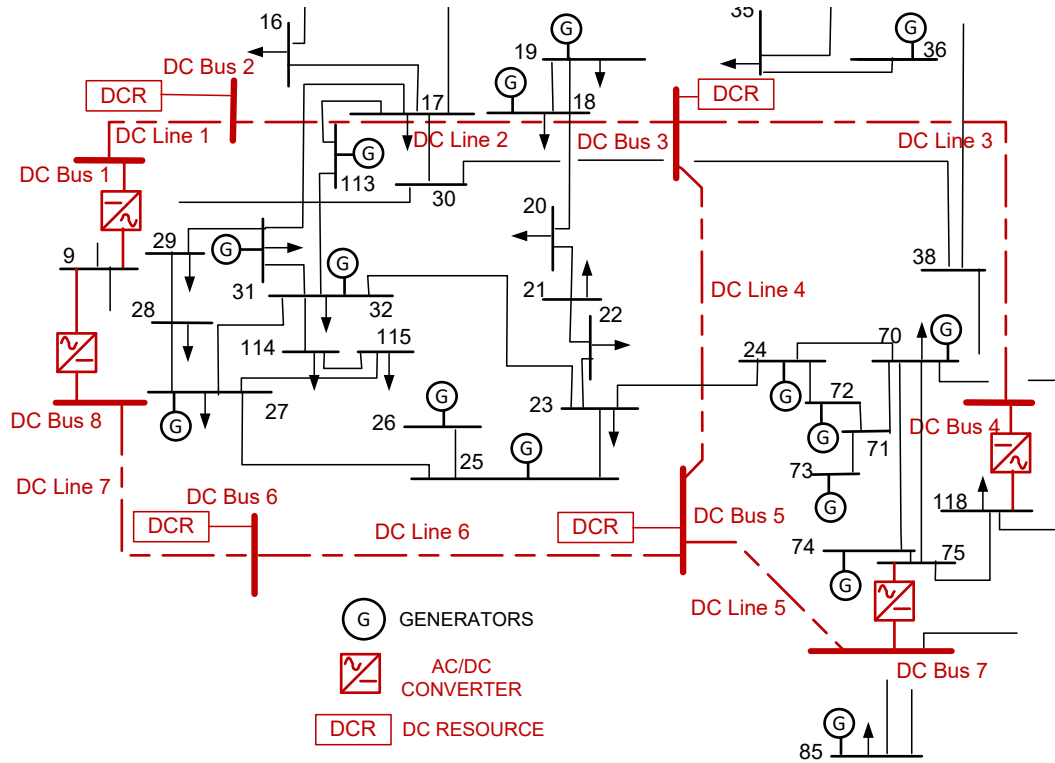 16
G
19
35
G
36
DC Bus 2
DCR
G
18
DCR
17
DC Line 1
DC Line 2
DC Bus 3
DC Line 3
DC Bus 1
G
113
30
20
9
29
G
31
G
32
21
22
38
DC Line 4
28
114
115
24
70
G
G
DC Bus 8
G
27
26
G
23
72
G
71
DC Bus 4
25
G
73
G
118
DC Line 7
DC Bus 6
DCR
DC Line 6
DCR
DC Bus 5
74
G
75
DC Line 5
DC Bus 7
G
GENERATORS
AC/DC
CONVERTER
DCR
DC RESOURCE
G
85